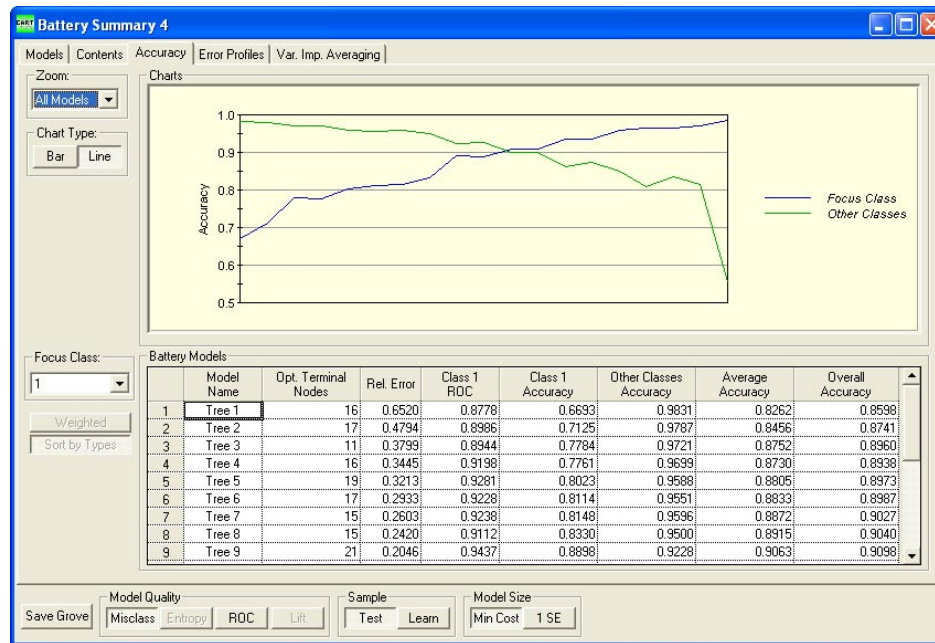 CART Battery Summary 4
Models Contents Accuracy Error Profiles Var. Imp. Averaging
Zoom:
All Models
Chart Type:
Bar Line
Charts
1.0
0.9
0.8
0.7
0.6
0.5
Accuracy
Focus Class
Other Classes
Focus Class:
1
Weighted
Sort by Types
Battery Models
Model Name Opt. Terminal Nodes Rel. Error Class 1 ROC Class 1 Accuracy Other Classes Accuracy Average Accuracy Overall Accuracy
1 Tree 1 16 0.6520 0.8778 0.6693 0.9831 0.8262 0.8598
2 Tree 2 17 0.4794 0.8986 0.7125 0.9787 0.8456 0.8741
3 Tree 3 11 0.3799 0.8944 0.7784 0.9721 0.8752 0.8960
4 Tree 4 16 0.3445 0.9198 0.7761 0.9699 0.8730 0.8938
5 Tree 5 19 0.3213 0.9281 0.8023 0.9588 0.8805 0.8973
6 Tree 6 17 0.2933 0.9228 0.8114 0.9551 0.8833 0.8987
7 Tree 7 15 0.2603 0.9238 0.8148 0.9596 0.8872 0.9027
8 Tree 8 15 0.2420 0.9112 0.8330 0.9500 0.8915 0.9040
9 Tree 9 21 0.2046 0.9437 0.8898 0.9228 0.9063 0.9098
Save Grove
Model Quality
Misclass Entropy ROC Lift
Sample
Test Learn
Model Size
Min Cost 1 SE